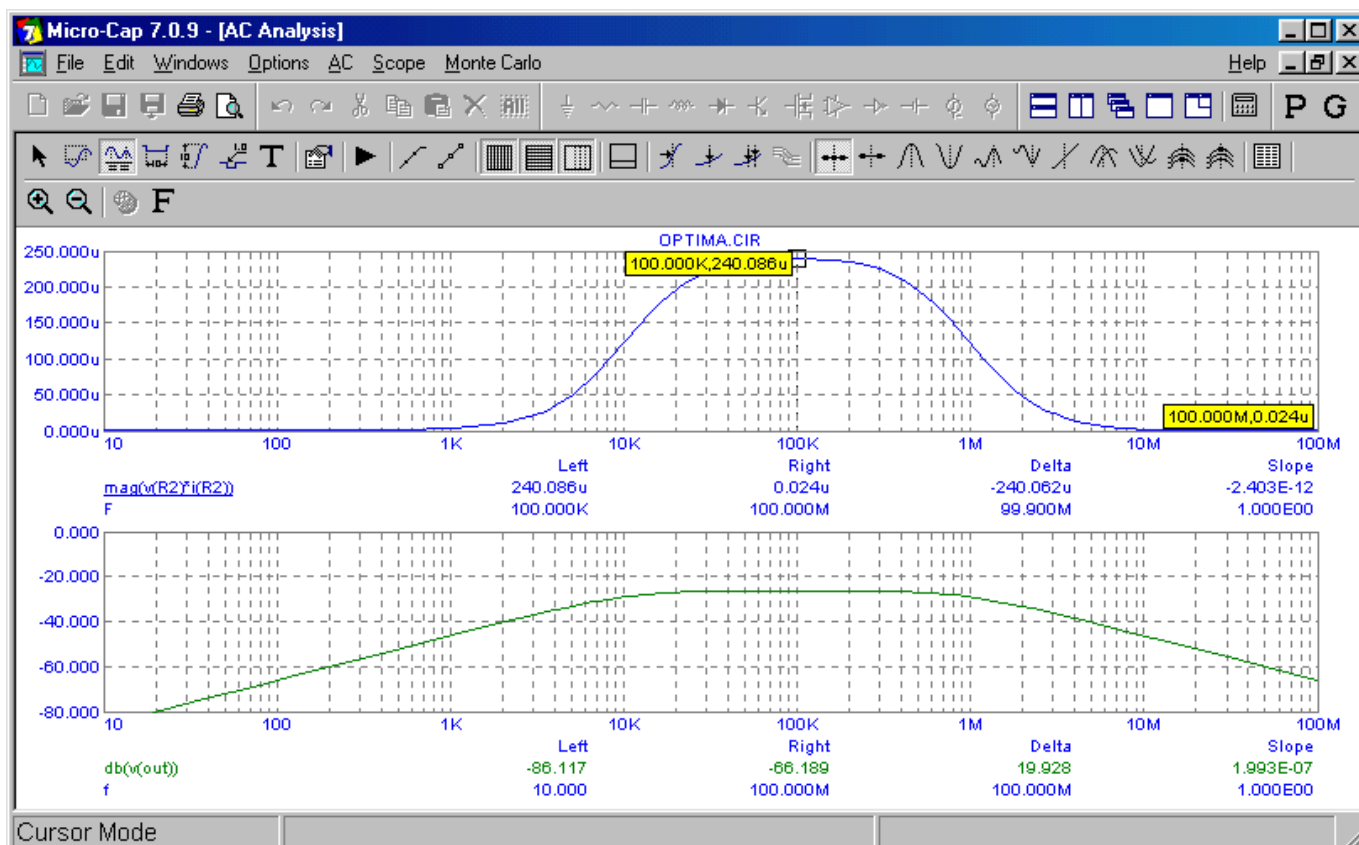 Micro-Cap 7.0.9 - [AC Analysis]
File Edit Windows Options AC Scope Monte Carlo Help
P G
T
F
OPTIMA.CIR
250.000u
100.000K,240.086u
200.000u
150.000u
100.000u
50.000u
100.000M,0.024u
0.000u
10 100 1K 10K 100K 1M 10M 100M
Left Right Delta Slope
mag(v(R2)*i(R2)) 240.086u 0.024u -240.062u -2.403E-12
F 100.000K 100.000M 99.900M 1.000E00
0.000
-20.000
-40.000
-60.000
-80.000
10 100 1K 10K 100K 1M 10M 100M
Left Right Delta Slope
db(v(out)) -86.117 -66.189 19.928 1.993E-07
f 10.000 100.000M 100.000M 1.000E00
Cursor Mode